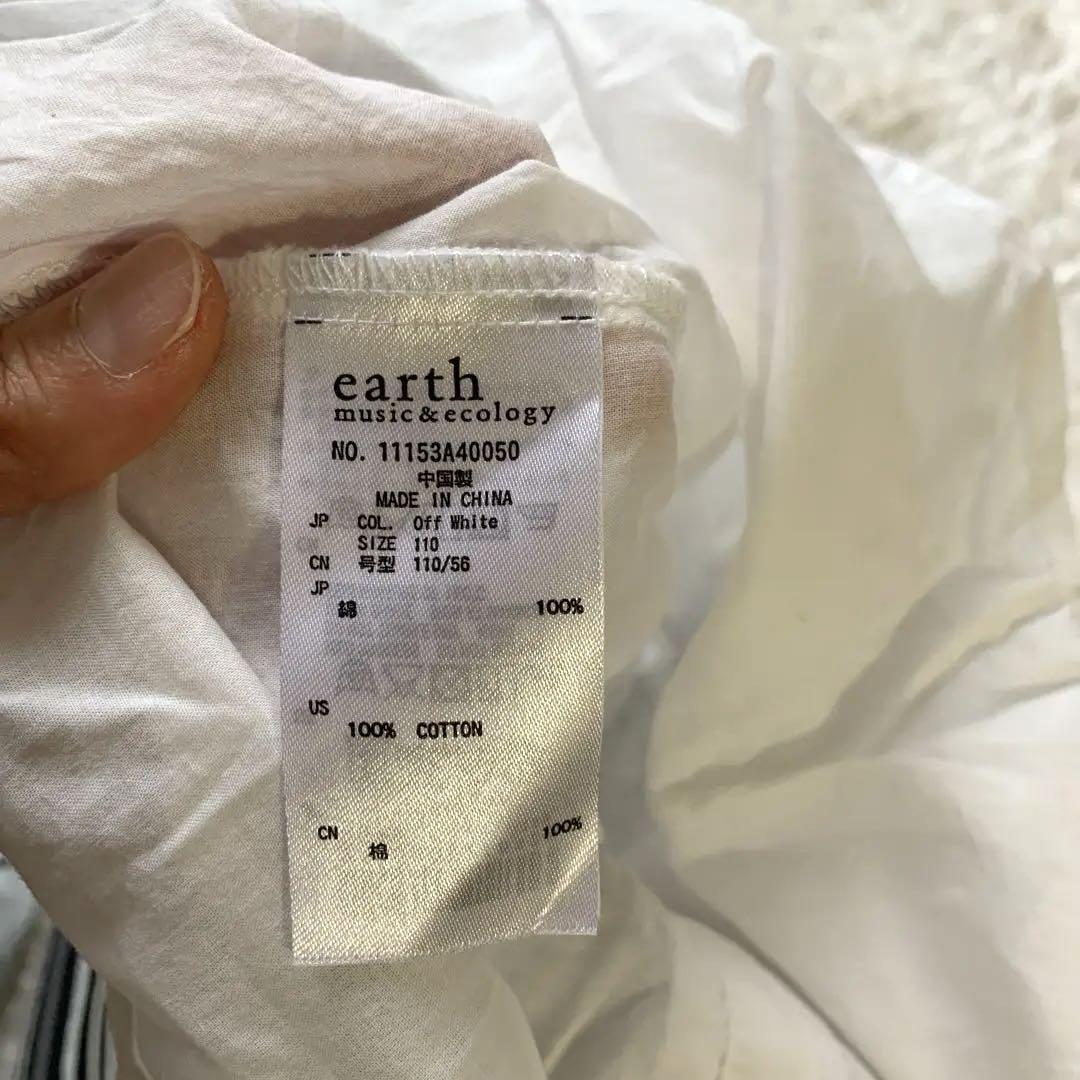 earth
music&ecology
NO. 11153A40050
中国製
MADE IN CHINA
JP COL. Off White
SIZE 110
CN 号型 110/56
JP
綿 100%
US
100% COTTON
CN 100%
棉